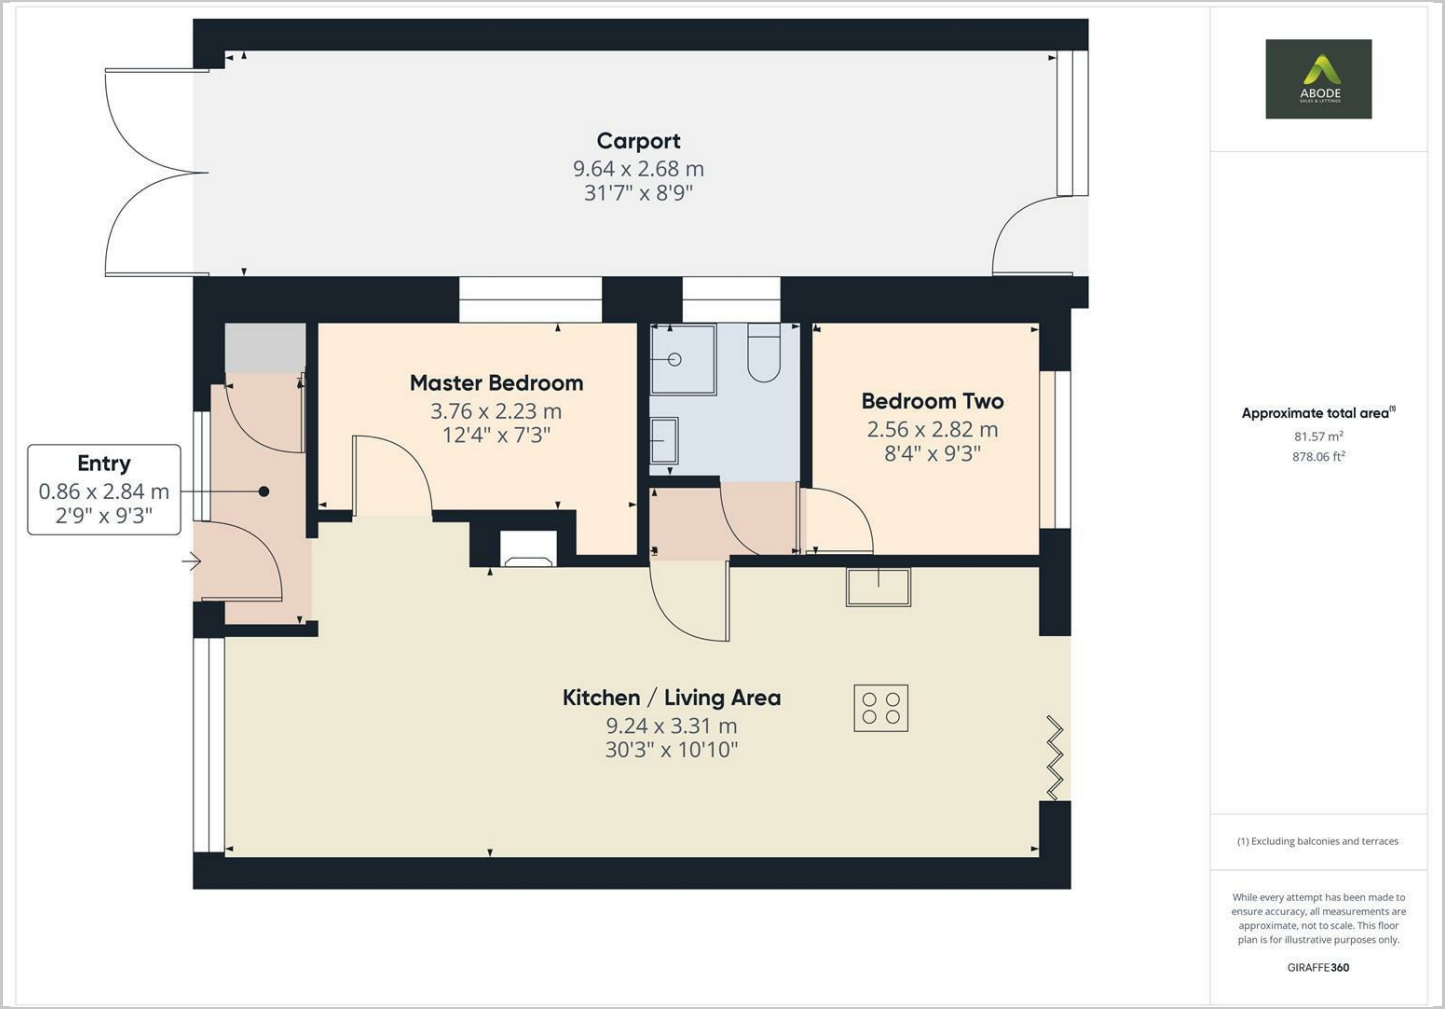 Carport
9.64 x 2.68 m
31'7" x 8'9"
Master Bedroom
3.76 x 2.23 m
12'4" x 7'3"
Bedroom Two
2.56 x 2.82 m
8'4" x 9'3"
Entry
0.86 x 2.84 m
2'9" x 9'3"
Kitchen / Living Area
9.24 x 3.31 m
30'3" x 10'10"
ABODE
SALES & LETTINGS
Approximate total area(1)
81.57 m²
878.06 ft²
(1) Excluding balconies and terraces
While every attempt has been made to
ensure accuracy, all measurements are
approximate, not to scale. This floor
plan is for illustrative purposes only.
GIRAFFE360